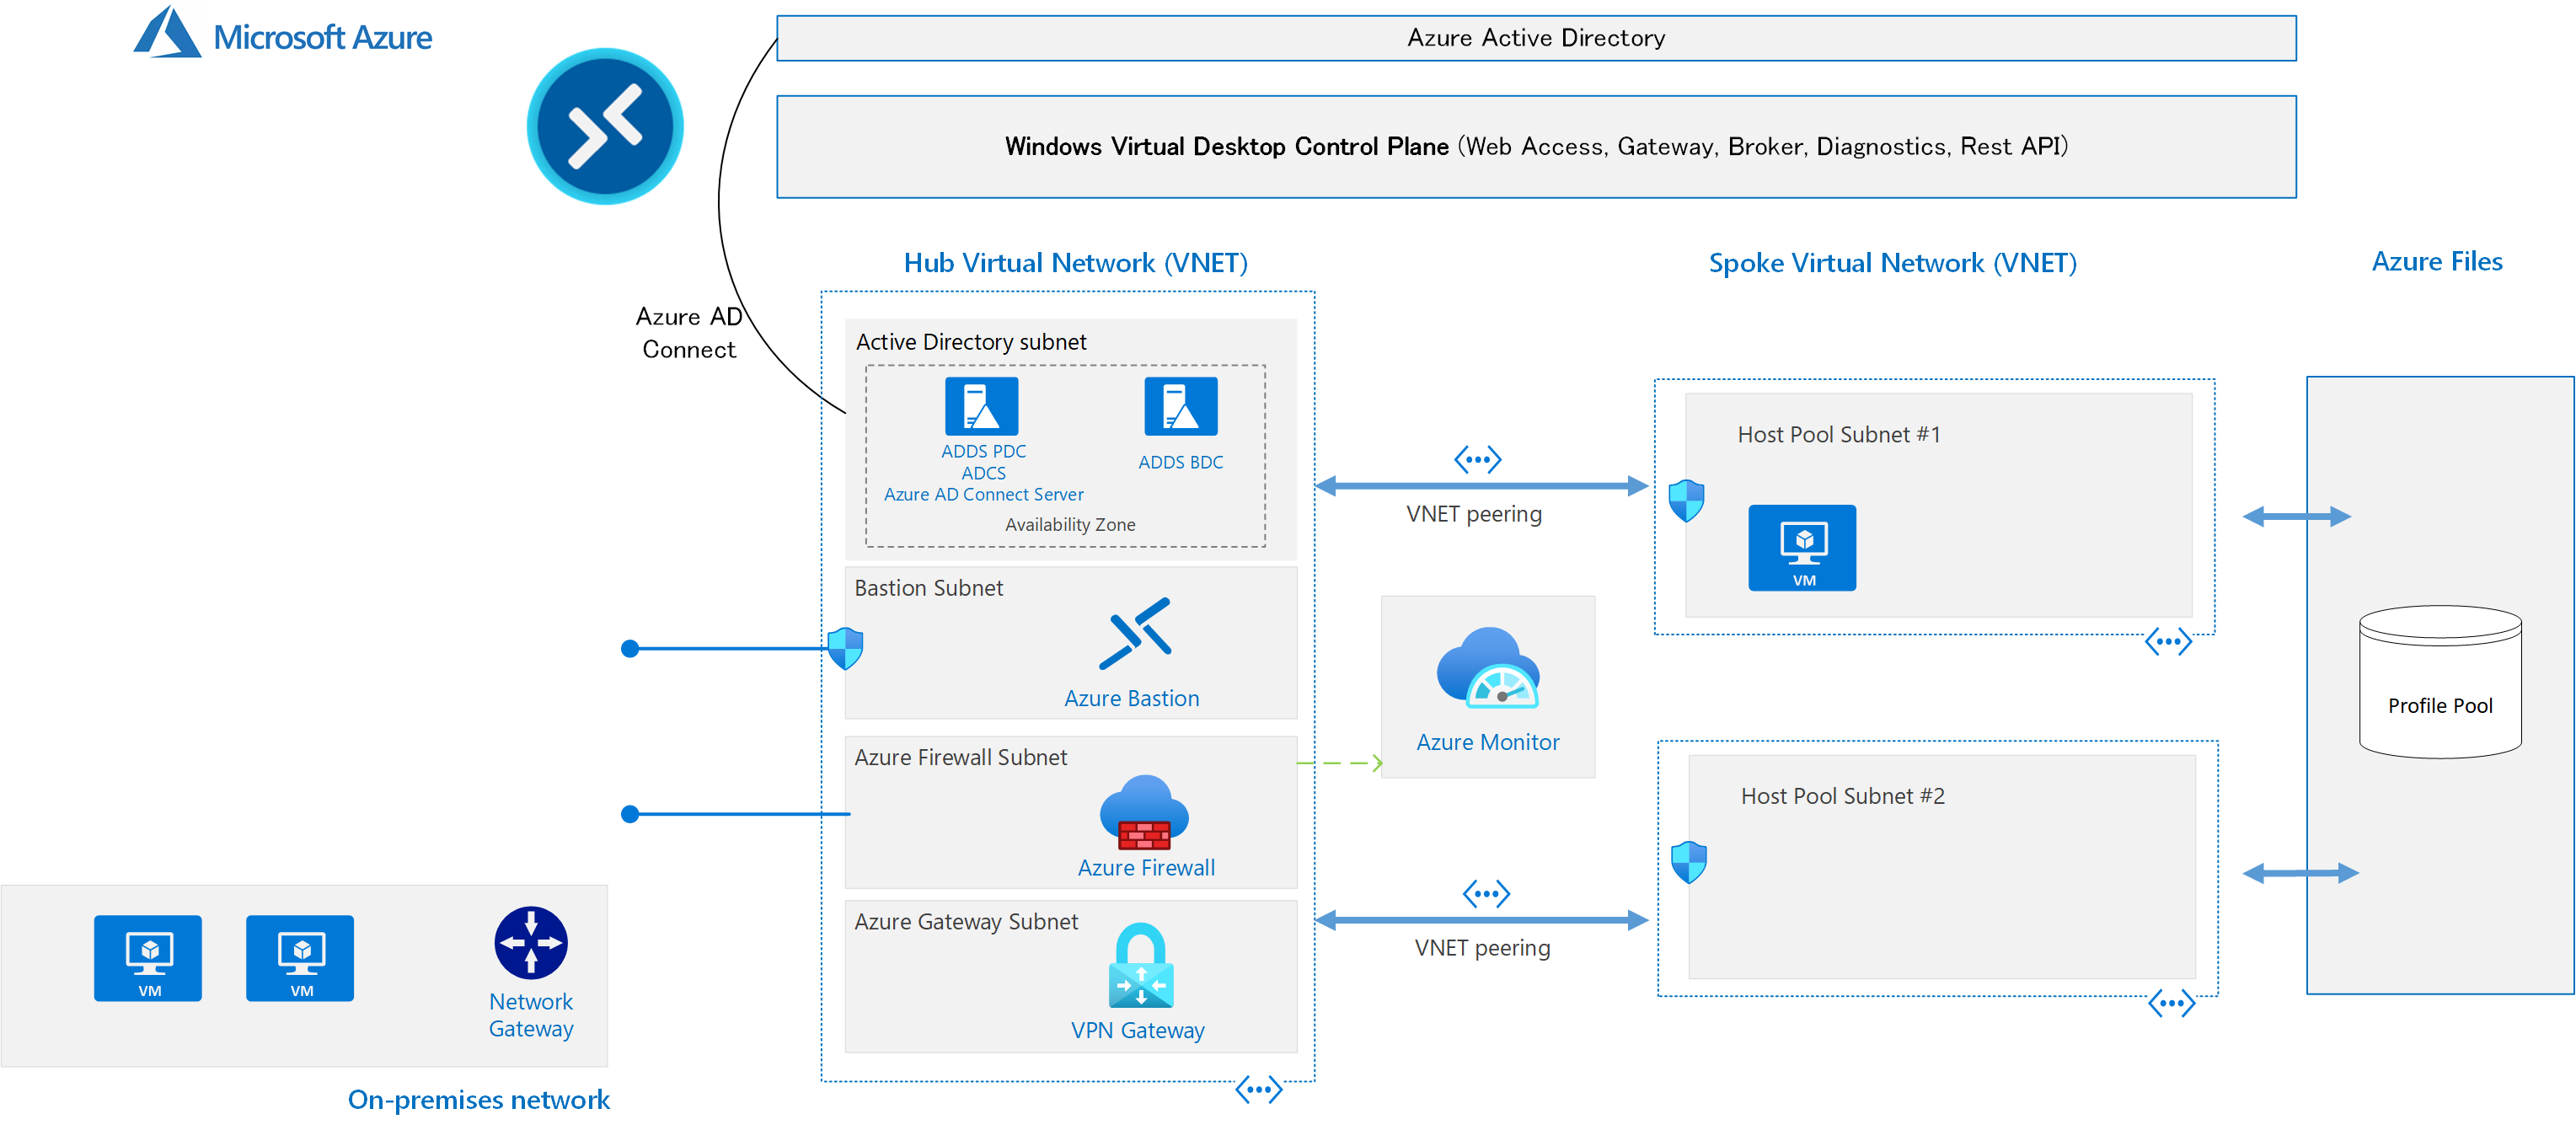 Microsoft Azure
Azure Active Directory
Windows Virtual Desktop Control Plane (Web Access, Gateway, Broker, Diagnostics, Rest API)
Hub Virtual Network (VNET)
Spoke Virtual Network (VNET)
Azure Files
Azure AD
Connect
Active Directory subnet
ADDS PDC
ADCS
Azure AD Connect Server
ADDS BDC
Availability Zone
Bastion Subnet
Azure Bastion
Azure Firewall Subnet
Azure Firewall
Azure Gateway Subnet
VPN Gateway
VNET peering
Azure Monitor
VNET peering
Host Pool Subnet #1
VM
Host Pool Subnet #2
Profile Pool
VM
VM
Network
Gateway
On-premises network